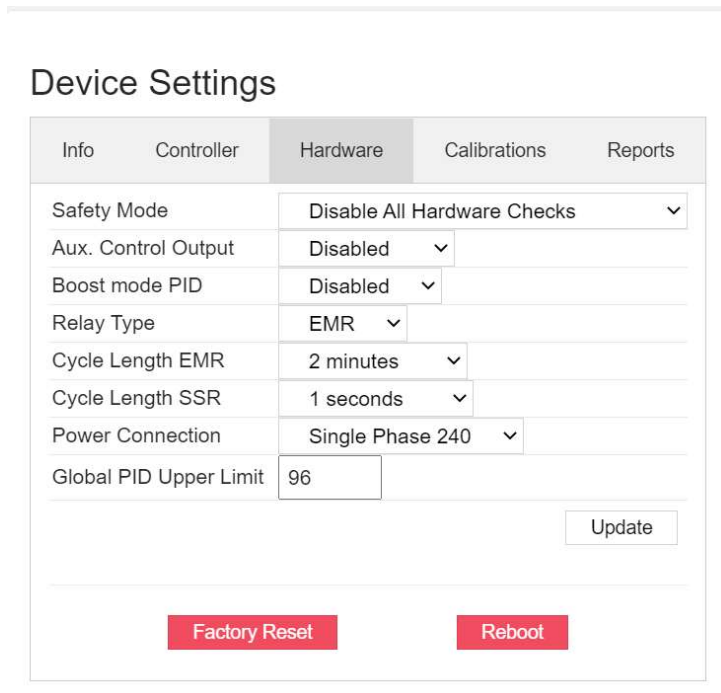 Device Settings
Info Controller Hardware Calibrations Reports
Safety Mode Disable All Hardware Checks
Aux. Control Output Disabled
Boost mode PID Disabled
Relay Type EMR
Cycle Length EMR 2 minutes
Cycle Length SSR 1 seconds
Power Connection Single Phase 240
Global PID Upper Limit 96
Update
Factory Reset Reboot